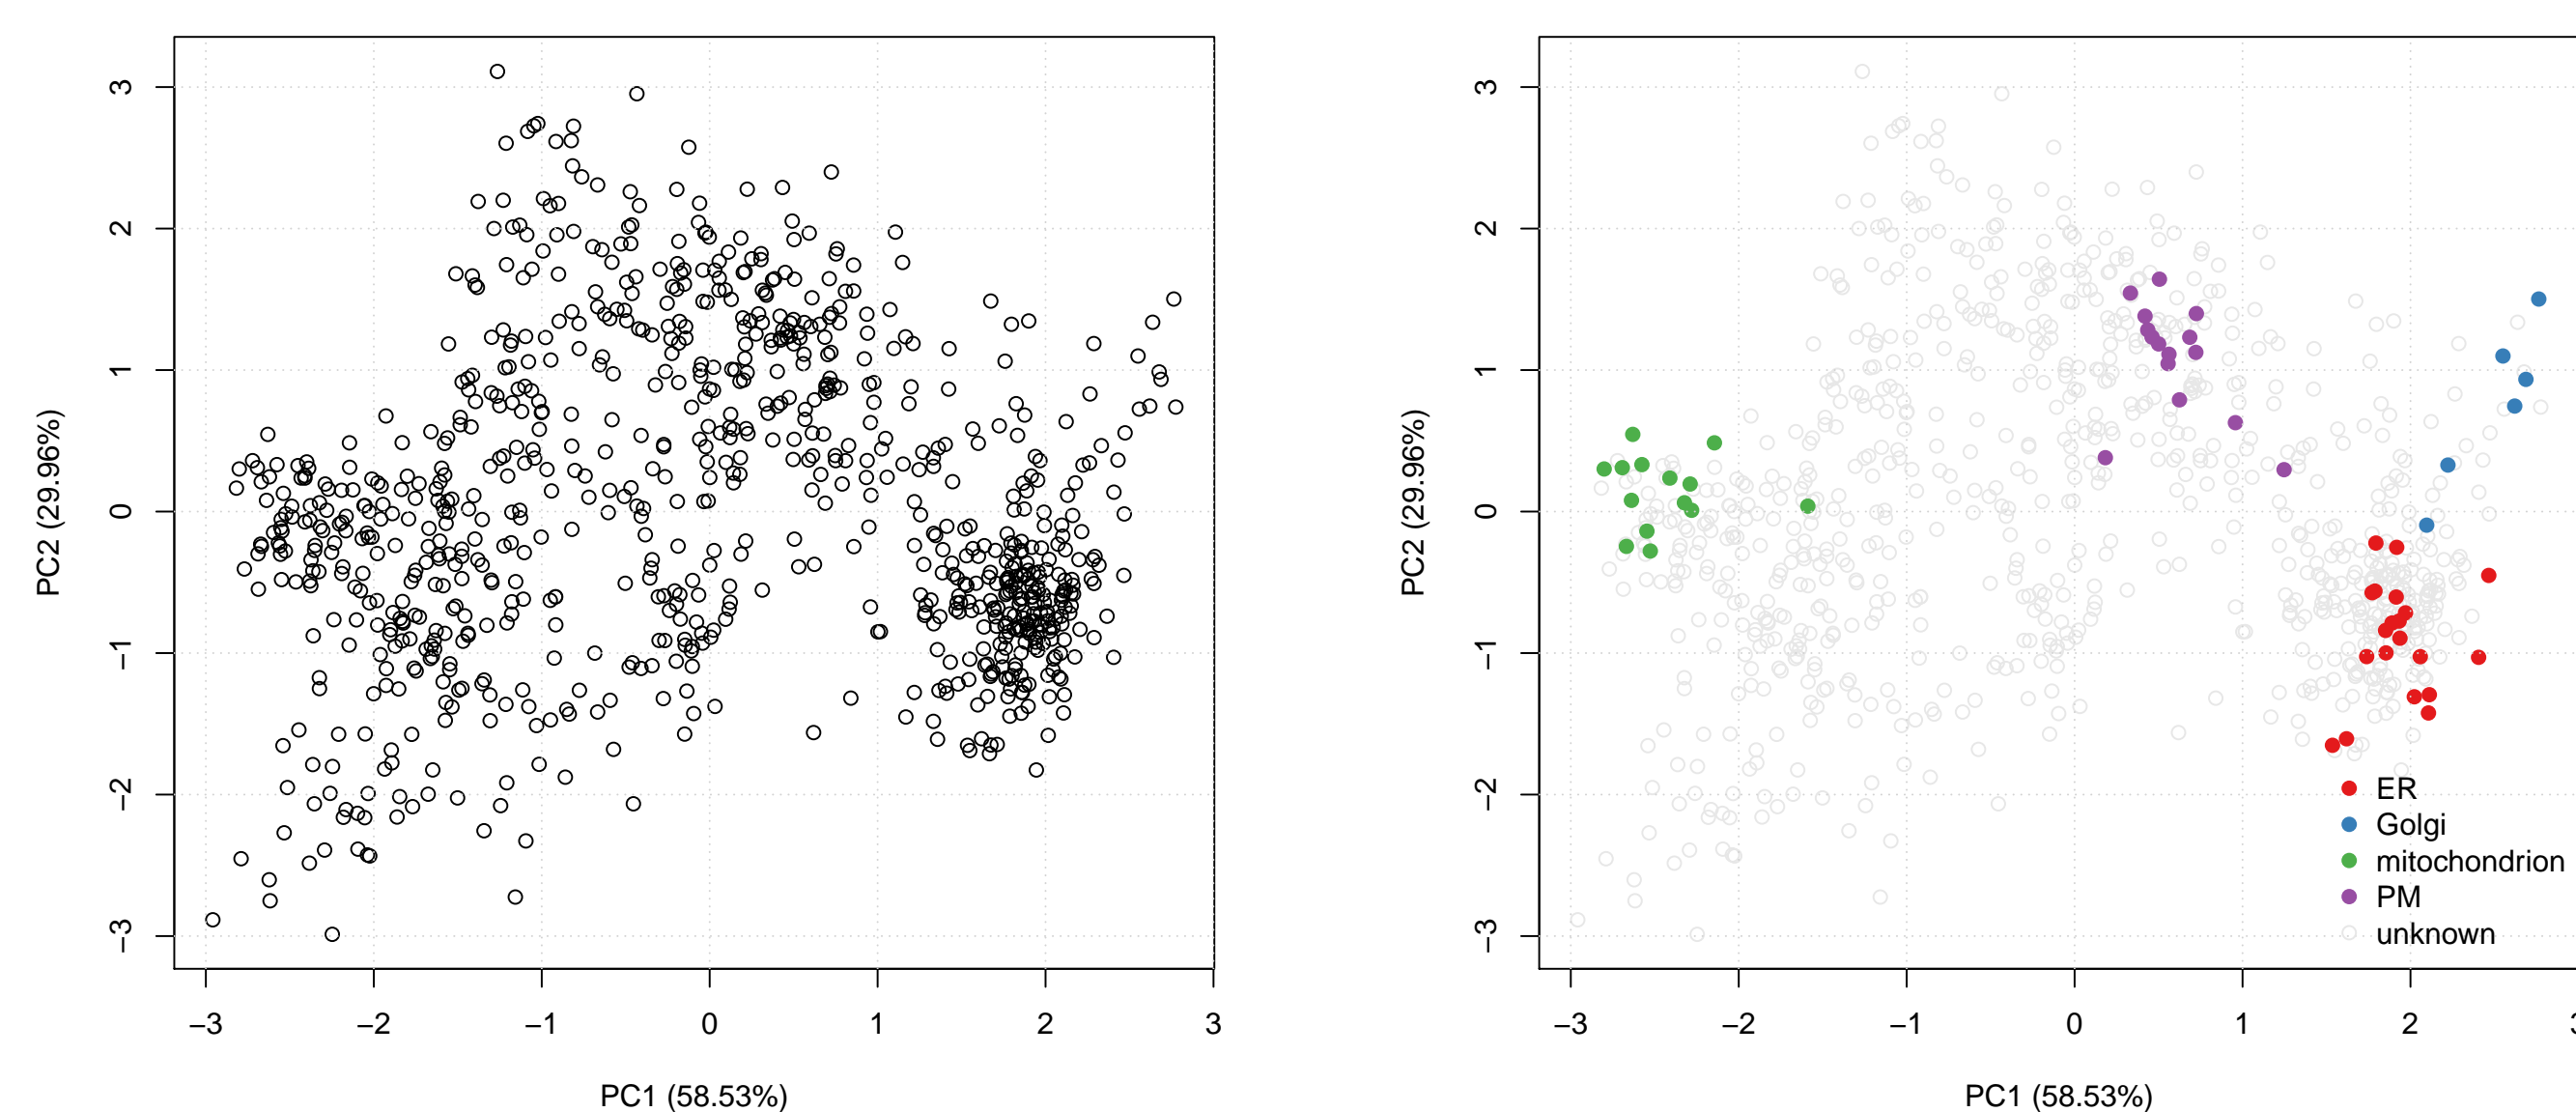 3
2
1
0
−1
−2
−3
PC2 (29.96%)
−3 −2 −1 0 1 2 3
PC1 (58.53%)
3
2
1
0
−1
−2
−3
PC2 (29.96%)
ER
Golgi
mitochondrion
PM
unknown
−3 −2 −1 0 1 2
PC1 (58.53%)